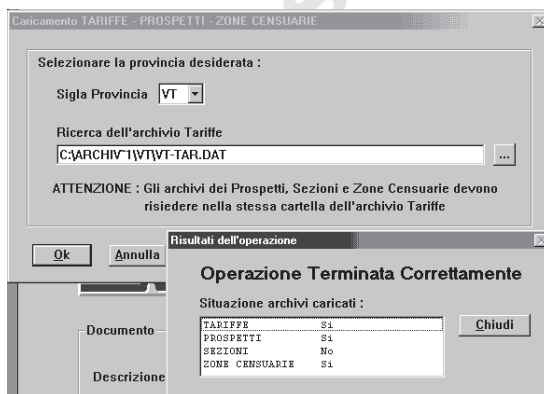 Caricamento TARIFFE - PROSPETTI - ZONE CENSUARIE
Selezionare la provincia desiderata :
Sigla Provincia VT
Ricerca dell'archivio Tariffe
C:\ARCHIV~1\VT\VT-TAR.DAT ...
ATTENZIONE : Gli archivi dei Prospetti, Sezioni e Zone Censuarie devono
risiedere nella stessa cartella dell'archivio Tariffe
Ok Annulla
Risultati dell'operazione
Operazione Terminata Correttamente
Situazione archivi caricati :
TARIFFE Si
PROSPETTI Si
SEZIONI No
ZONE CENSUARIE Si
Chiudi
Documento
Descrizione